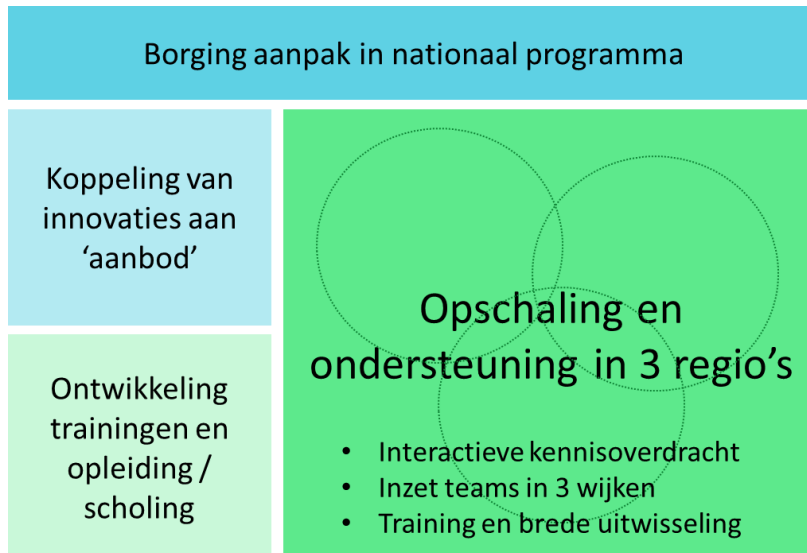 Borging aanpak in nationaal programma
Koppeling van
innovaties aan
‘aanbod’
Ontwikkeling
trainingen en
opleiding /
scholing
Opschaling en
ondersteuning in 3 regio’s
• Interactieve kennisoverdracht
• Inzet teams in 3 wijken
• Training en brede uitwisseling